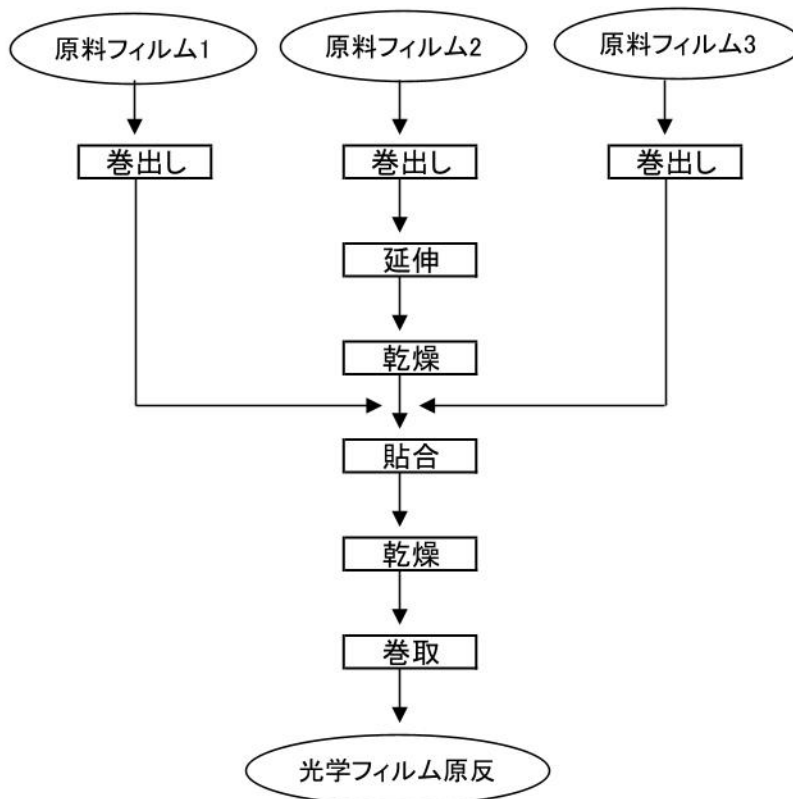 原料フィルム1
原料フィルム2
原料フィルム3
巻出し
巻出し
巻出し
延伸
乾燥
貼合
乾燥
巻取
光学フィルム原反